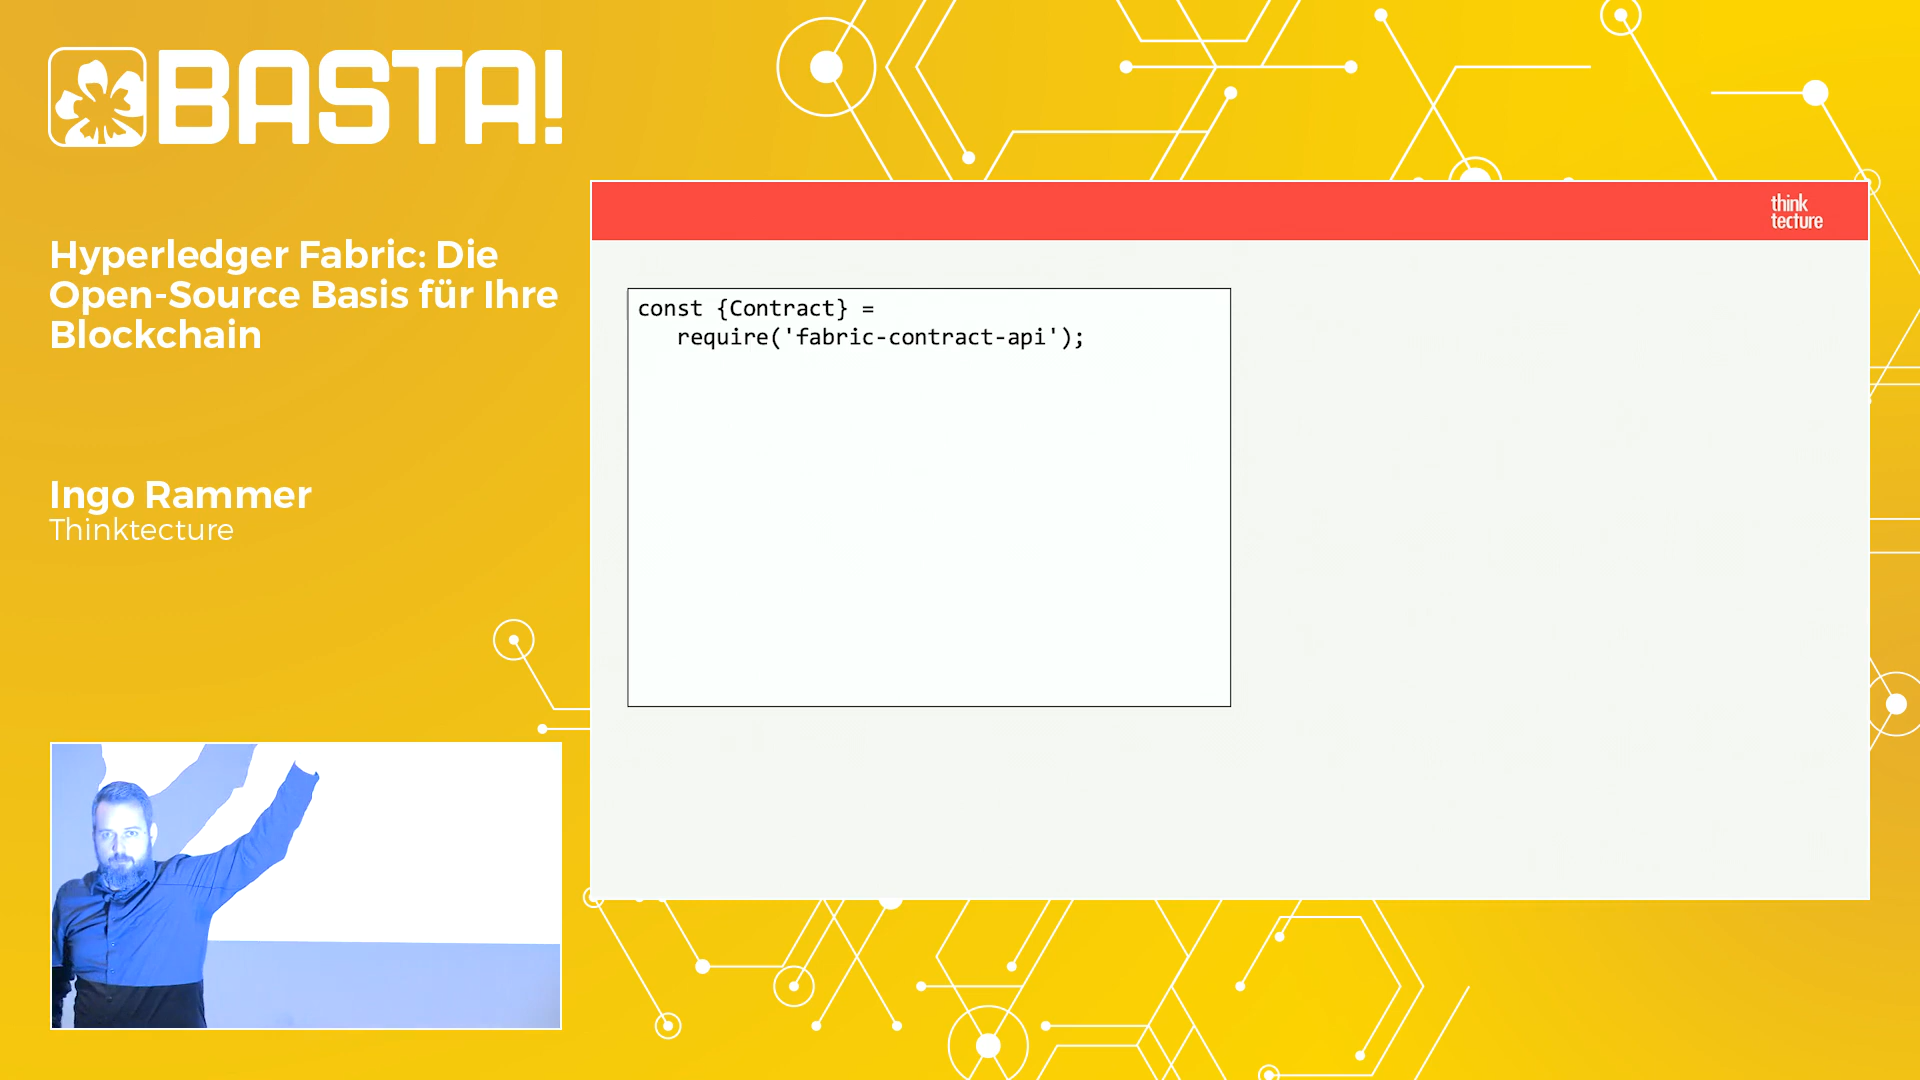 BASTA!
Hyperledger Fabric: Die
Open-Source Basis für Ihre
Blockchain
Ingo Rammer
Thinktecture
think
tecture
const {Contract} =
require('fabric-contract-api');